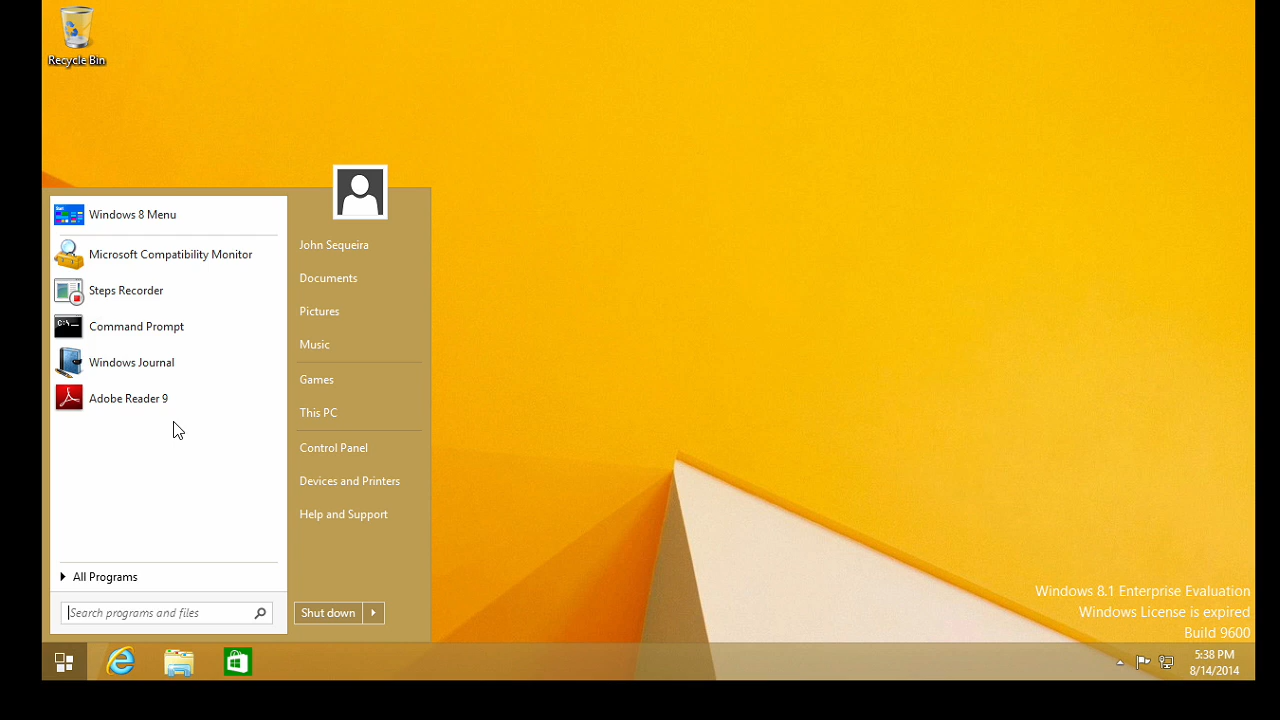 Recycle Bin
Windows 8 Menu
Microsoft Compatibility Monitor
Steps Recorder
Command Prompt
Windows Journal
Adobe Reader 9
All Programs
Search programs and files
John Sequeira
Documents
Pictures
Music
Games
This PC
Control Panel
Devices and Printers
Help and Support
Shut down
Windows 8.1 Enterprise Evaluation
Windows License is expired
Build 9600
5:38 PM
8/14/2014